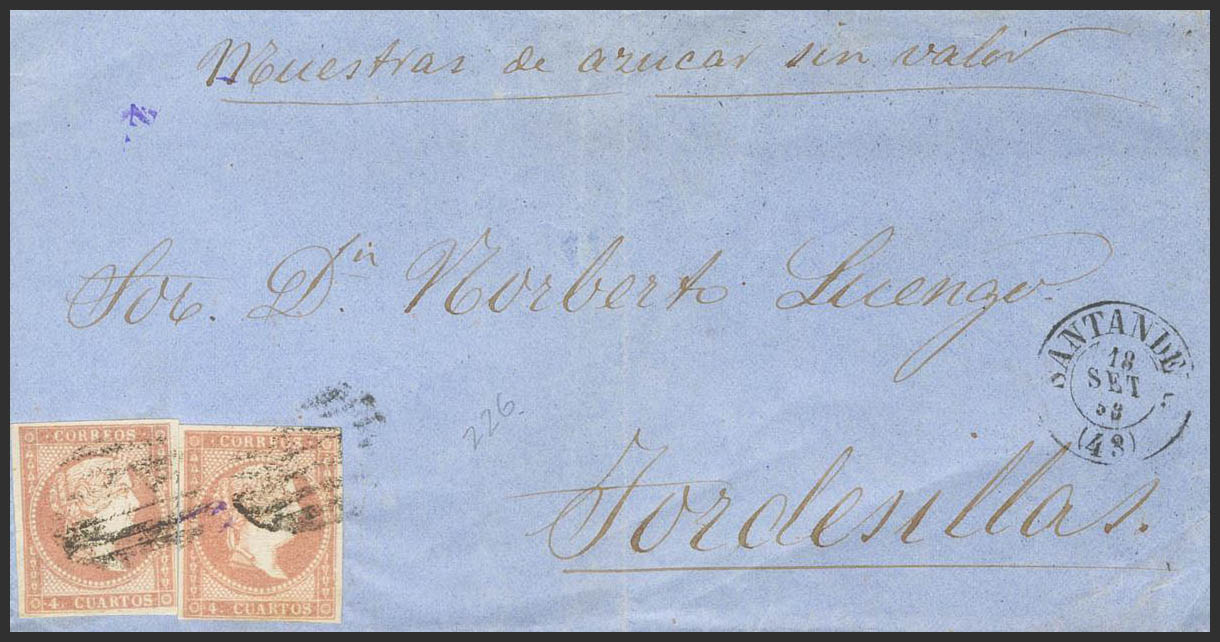 Muestras de azucar sin valor
Sor. Dn Norberto Luengo.
SANTANDER
18
SET
58
(43)
226.
Tordesillas.
CORREOS
4 CUARTOS
CORREOS
4 CUARTOS